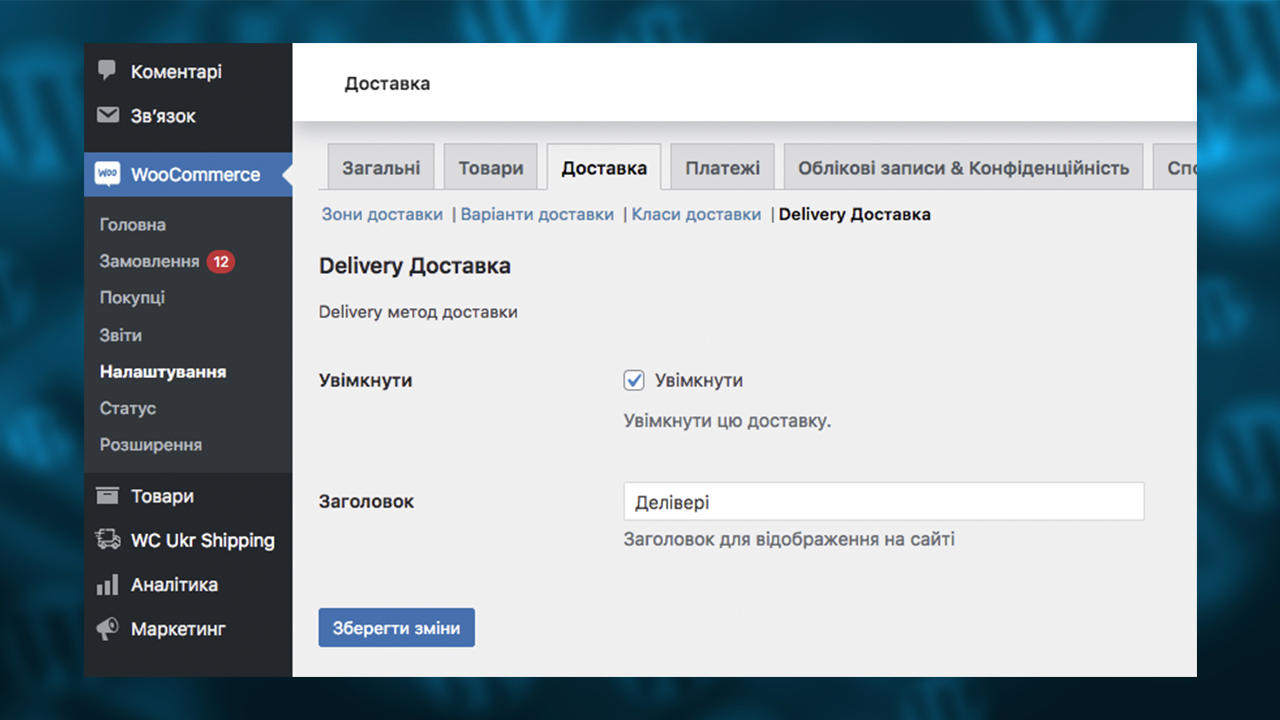 Коментарі
Зв’язок
WooCommerce
Головна
Замовлення 12
Покупці
Звіти
Налаштування
Статус
Розширення
Товари
WC Ukr Shipping
Аналітика
Маркетинг
Доставка
Загальні Товари Доставка Платежі Облікові записи & Конфіденційність
Зони доставки | Варіанти доставки | Класи доставки | Delivery Доставка
Delivery Доставка
Delivery метод доставки
Увімкнути Увімкнути
Увімкнути цю доставку.
Заголовок Делівері
Заголовок для відображення на сайті
Зберегти зміни